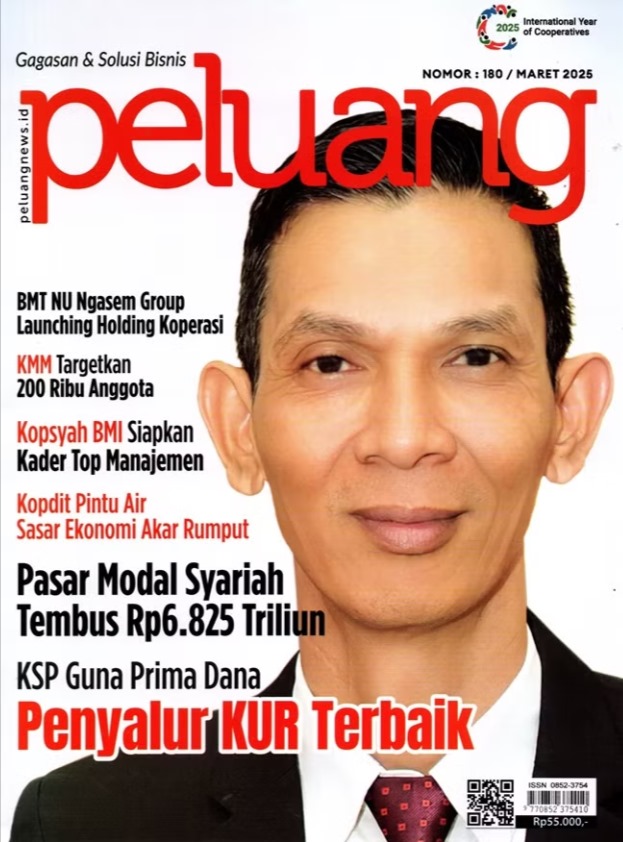 2025
International Year
of Cooperatives
Gagasan & Solusi Bisnis
NOMOR : 180 / MARET 2025
peluang
peluangnews.id
BMT NU Ngasem Group
Launching Holding Koperasi
KMM Targetkan
200 Ribu Anggota
Kopsyah BMI Siapkan
Kader Top Manajemen
Kopdit Pintu Air
Sasar Ekonomi Akar Rumput
Pasar Modal Syariah
Tembus Rp6.825 Triliun
KSP Guna Prima Dana
Penyalur KUR Terbaik
ISSN 0852-3754
9 770852 375410
Rp55.000,-